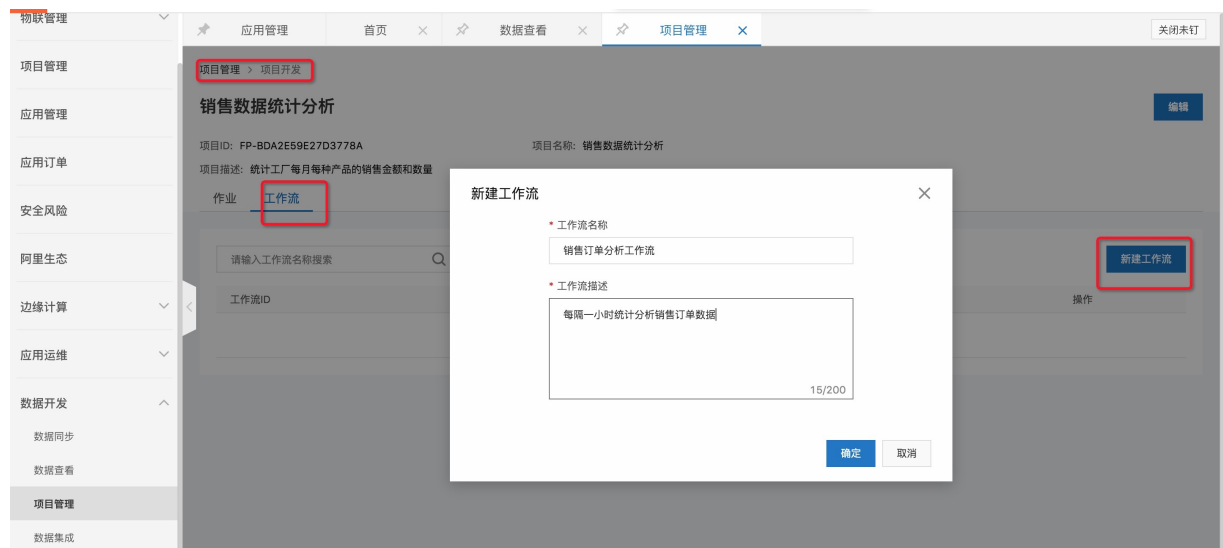 物联管理
应用管理
首页
数据查看
项目管理
关闭未钉
项目管理
应用管理
应用订单
安全风险
阿里生态
边缘计算
应用运维
数据开发
数据同步
数据查看
项目管理
数据集成
项目管理 > 项目开发
销售数据统计分析
编辑
项目ID: FP-BDA2E59E27D3778A
项目名称: 销售数据统计分析
项目描述: 统计工厂每月每种产品的销售金额和数量
作业
工作流
请输入工作流名称搜索
新建工作流
工作流ID
操作
新建工作流
* 工作流名称
销售订单分析工作流
* 工作流描述
每隔一小时统计分析销售订单数据
15/200
确定
取消